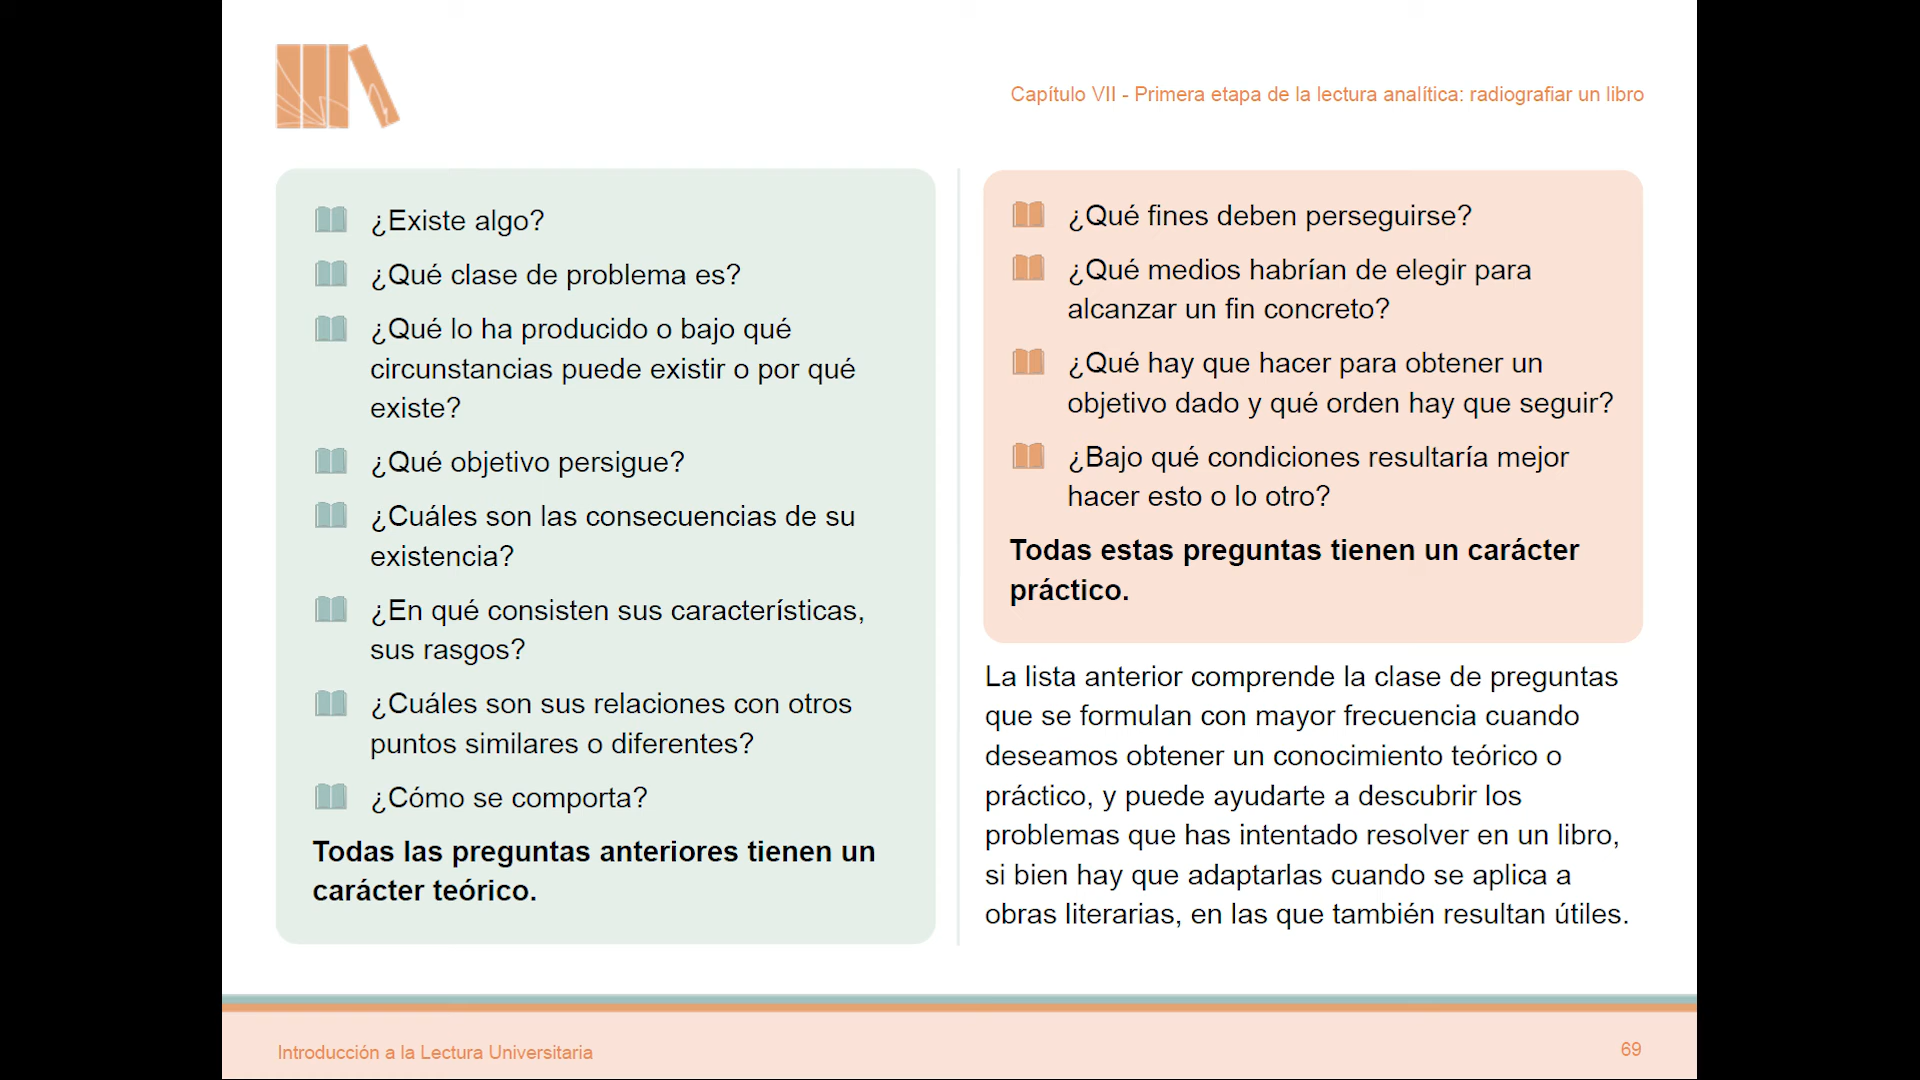 Capítulo VII - Primera etapa de la lectura analítica: radiografiar un libro
¿Existe algo?
¿Qué clase de problema es?
¿Qué lo ha producido o bajo qué
circunstancias puede existir o por qué
existe?
¿Qué objetivo persigue?
¿Cuáles son las consecuencias de su
existencia?
¿En qué consisten sus características,
sus rasgos?
¿Cuáles son sus relaciones con otros
puntos similares o diferentes?
¿Cómo se comporta?
Todas las preguntas anteriores tienen un
carácter teórico.
¿Qué fines deben perseguirse?
¿Qué medios habrían de elegir para
alcanzar un fin concreto?
¿Qué hay que hacer para obtener un
objetivo dado y qué orden hay que seguir?
¿Bajo qué condiciones resultaría mejor
hacer esto o lo otro?
Todas estas preguntas tienen un carácter
práctico.
La lista anterior comprende la clase de preguntas
que se formulan con mayor frecuencia cuando
deseamos obtener un conocimiento teórico o
práctico, y puede ayudarte a descubrir los
problemas que has intentado resolver en un libro,
si bien hay que adaptarlas cuando se aplica a
obras literarias, en las que también resultan útiles.
Introducción a la Lectura Universitaria
69